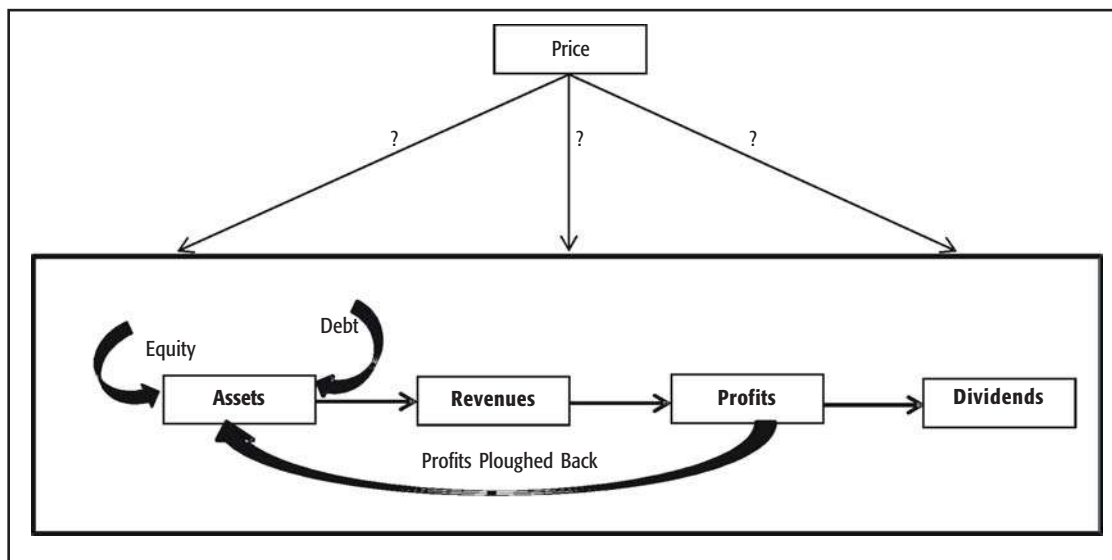 Price
?
?
?
Debt
Equity
Assets
Revenues
Profits
Dividends
Profits Ploughed Back